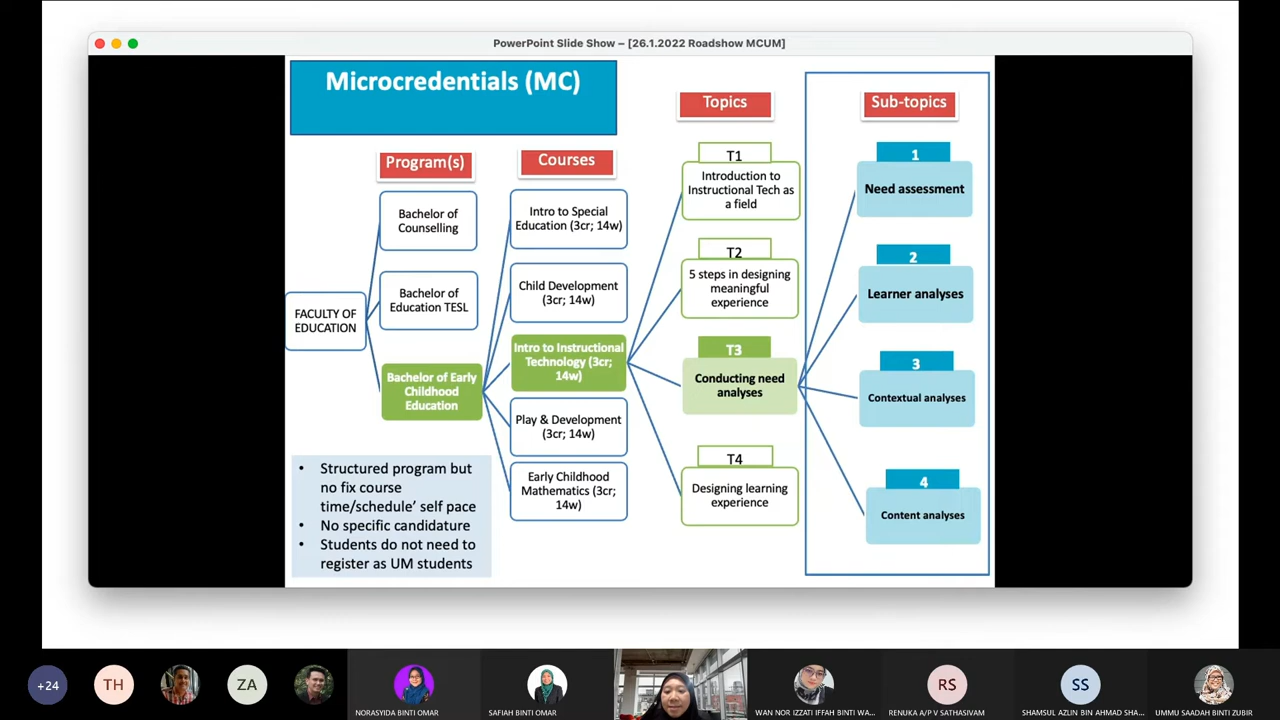 PowerPoint Slide Show – [26.1.2022 Roadshow MCUM]
Microcredentials (MC)
Program(s)
Courses
Topics
Sub-topics
FACULTY OF
EDUCATION
Bachelor of
Counselling
Bachelor of
Education TESL
Bachelor of Early
Childhood
Education
Intro to Special
Education (3cr; 14w)
Child Development
(3cr; 14w)
Intro to Instructional
Technology (3cr;
14w)
Play & Development
(3cr; 14w)
Early Childhood
Mathematics (3cr;
14w)
T1
Introduction to
Instructional Tech as
a field
T2
5 steps in designing
meaningful
experience
T3
Conducting need
analyses
T4
Designing learning
experience
1
Need assessment
2
Learner analyses
3
Contextual analyses
4
Content analyses
• Structured program but
no fix course
time/schedule’ self pace
• No specific candidature
• Students do not need to
register as UM students
+24
TH
ZA
NORASYIDA BINTI OMAR
SAFIAH BINTI OMAR
WAN NOR IZZATI IFFAH BINTI WA...
RS
RENUKA A/P V SATHASIVAM
SS
SHAMSUL AZLIN BIN AHMAD SHA...
UMMU SAADAH BINTI ZUBIR